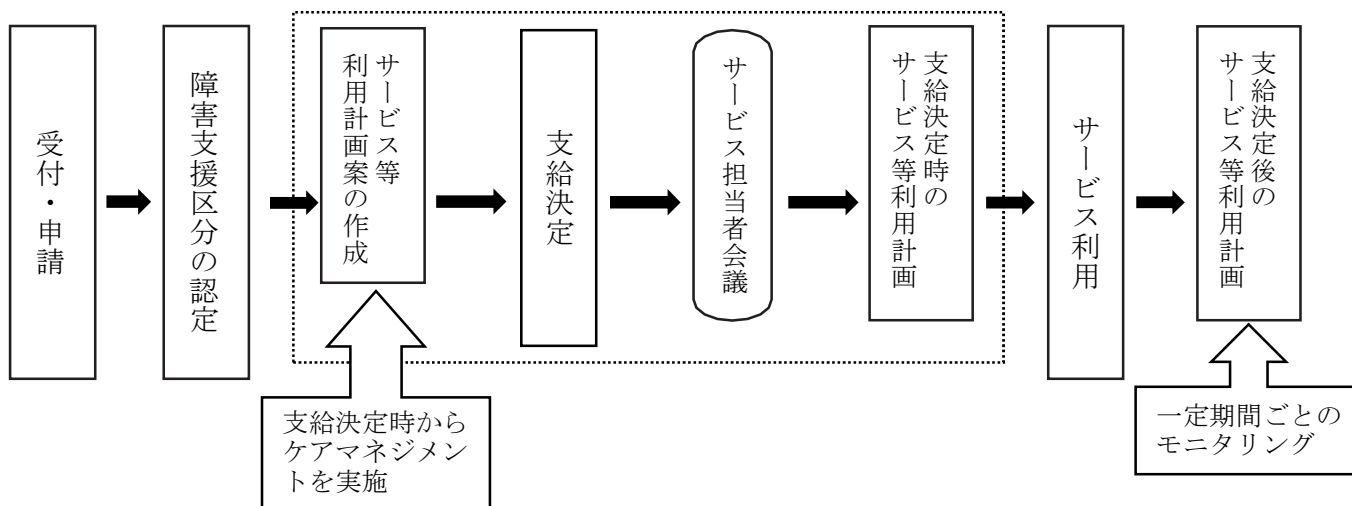 受付・申請
障害支援区分の認定
サービス等
利用計画案の作成
支給決定
サービス担当者会議
支給決定時の
サービス等利用計画
サービス利用
支給決定後の
サービス等利用計画
支給決定時から
ケアマネジメン
トを実施
一定期間ごとの
モニタリング